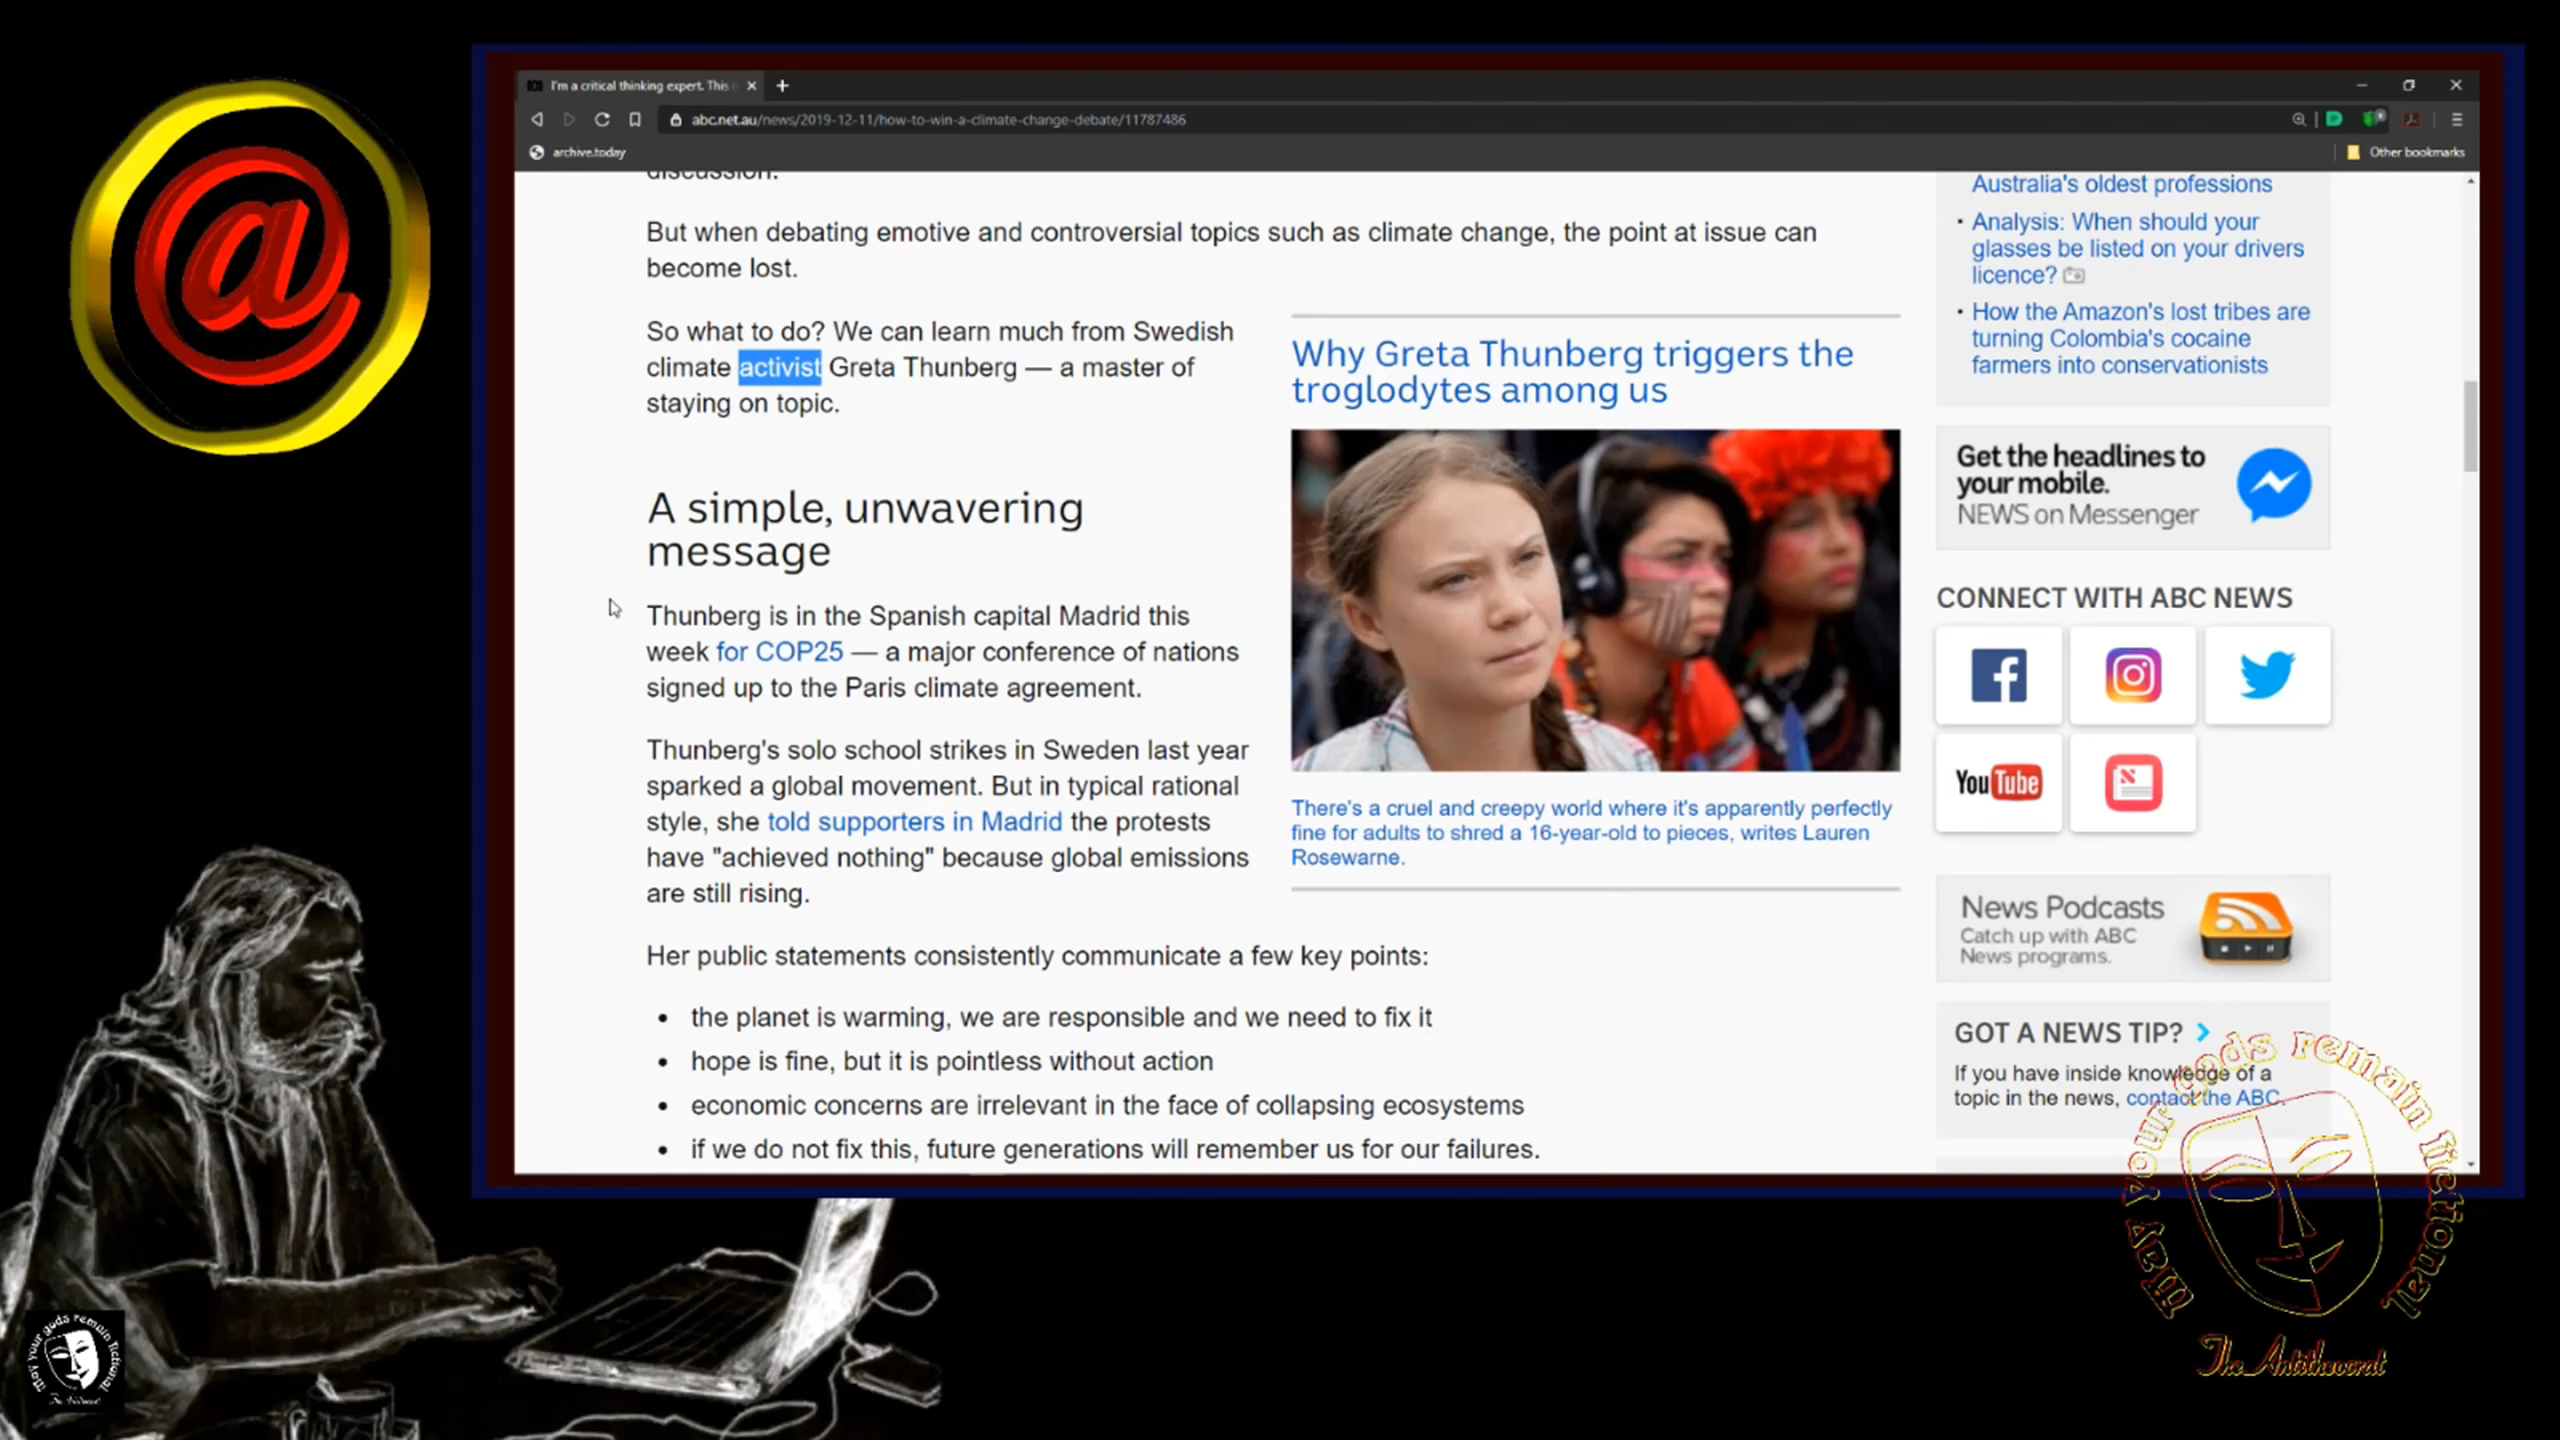 I'm a critical thinking expert. This i
abc.net.au/news/2019-12-11/how-to-win-a-climate-change-debate/11787486
archive.today
Other bookmarks
discussion.
But when debating emotive and controversial topics such as climate change, the point at issue can
become lost.
So what to do? We can learn much from Swedish
climate activist Greta Thunberg — a master of
staying on topic.
A simple, unwavering
message
Thunberg is in the Spanish capital Madrid this
week for COP25 — a major conference of nations
signed up to the Paris climate agreement.
Thunberg's solo school strikes in Sweden last year
sparked a global movement. But in typical rational
style, she told supporters in Madrid the protests
have "achieved nothing" because global emissions
are still rising.
Her public statements consistently communicate a few key points:
• the planet is warming, we are responsible and we need to fix it
• hope is fine, but it is pointless without action
• economic concerns are irrelevant in the face of collapsing ecosystems
• if we do not fix this, future generations will remember us for our failures.
Why Greta Thunberg triggers the
troglodytes among us
There's a cruel and creepy world where it's apparently perfectly
fine for adults to shred a 16-year-old to pieces, writes Lauren
Rosewarne.
Australia's oldest professions
Analysis: When should your
glasses be listed on your drivers
licence?
How the Amazon's lost tribes are
turning Colombia's cocaine
farmers into conservationists
Get the headlines to
your mobile.
NEWS on Messenger
CONNECT WITH ABC NEWS
YouTube
News Podcasts
Catch up with ABC
News programs.
GOT A NEWS TIP?
If you have inside knowledge of a
topic in the news, contact the ABC.
May your gods remain fictional
The Antitheocrat
May your gods remain fictional
@